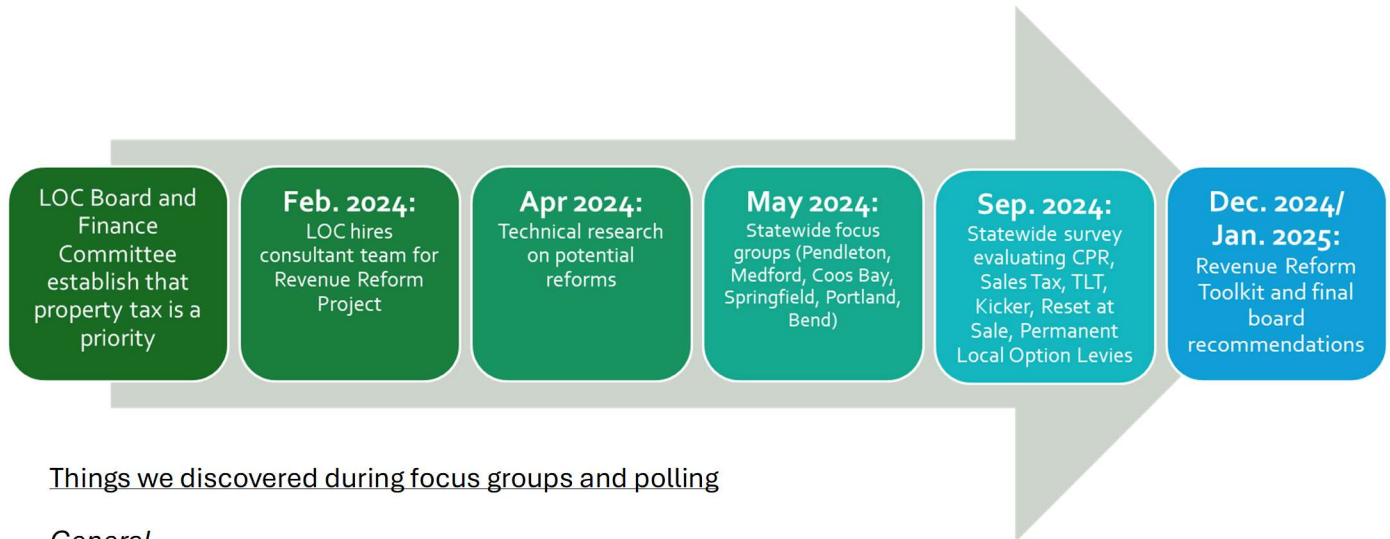 LOC Board and
Finance
Committee
establish that
property tax is a
priority
Feb. 2024:
LOC hires
consultant team for
Revenue Reform
Project
Apr 2024:
Technical research
on potential
reforms
May 2024:
Statewide focus
groups (Pendleton,
Medford, Coos Bay,
Springfield, Portland,
Bend)
Sep. 2024:
Statewide survey
evaluating CPR,
Sales Tax, TLT,
Kicker, Reset at
Sale, Permanent
Local Option Levies
Dec. 2024/
Jan. 2025:
Revenue Reform
Toolkit and final
board
recommendations
Things we discovered during focus groups and polling
General